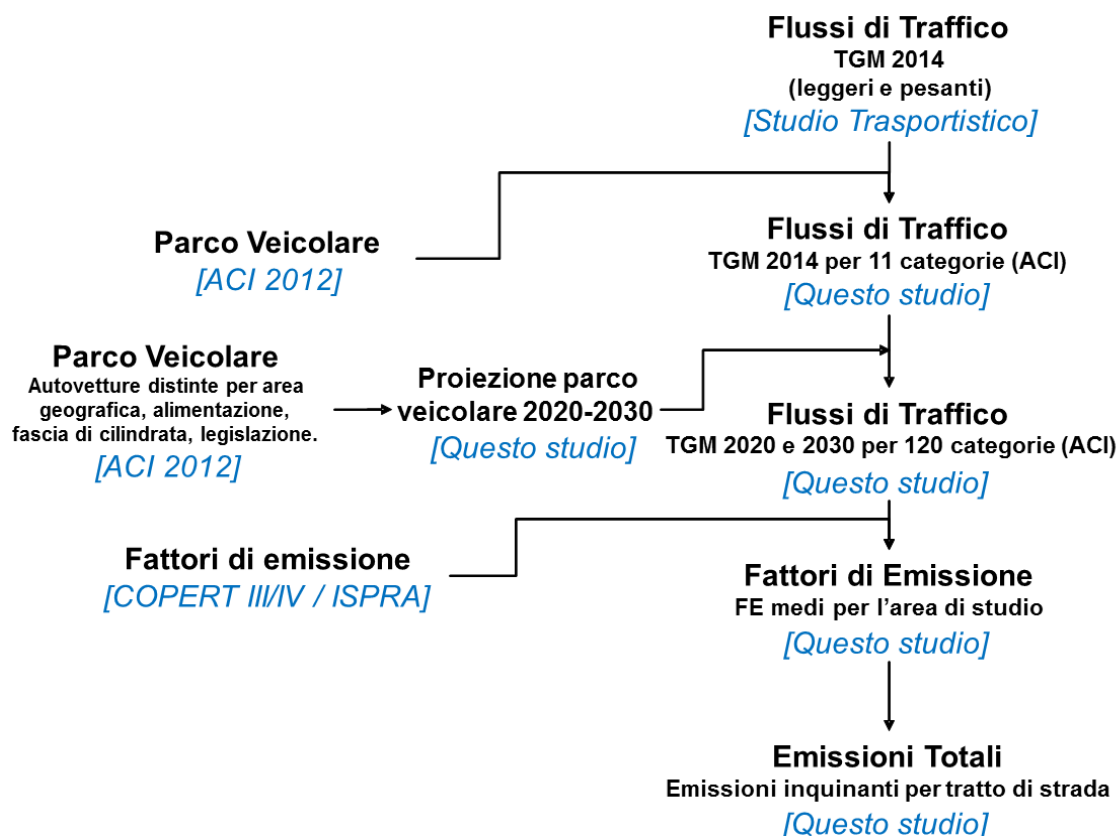 Flussi di Traffico
TGM 2014
(leggeri e pesanti)
[Studio Trasportistico]
Parco Veicolare
[ACI 2012]
Flussi di Traffico
TGM 2014 per 11 categorie (ACI)
[Questo studio]
Parco Veicolare
Autovetture distinte per area
geografica, alimentazione,
fascia di cilindrata, legislazione.
[ACI 2012]
Proiezione parco
veicolare 2020-2030
[Questo studio]
Flussi di Traffico
TGM 2020 e 2030 per 120 categorie (ACI)
[Questo studio]
Fattori di emissione
[COPERT III/IV / ISPRA]
Fattori di Emissione
FE medi per l'area di studio
[Questo studio]
Emissioni Totali
Emissioni inquinanti per tratto di strada
[Questo studio]